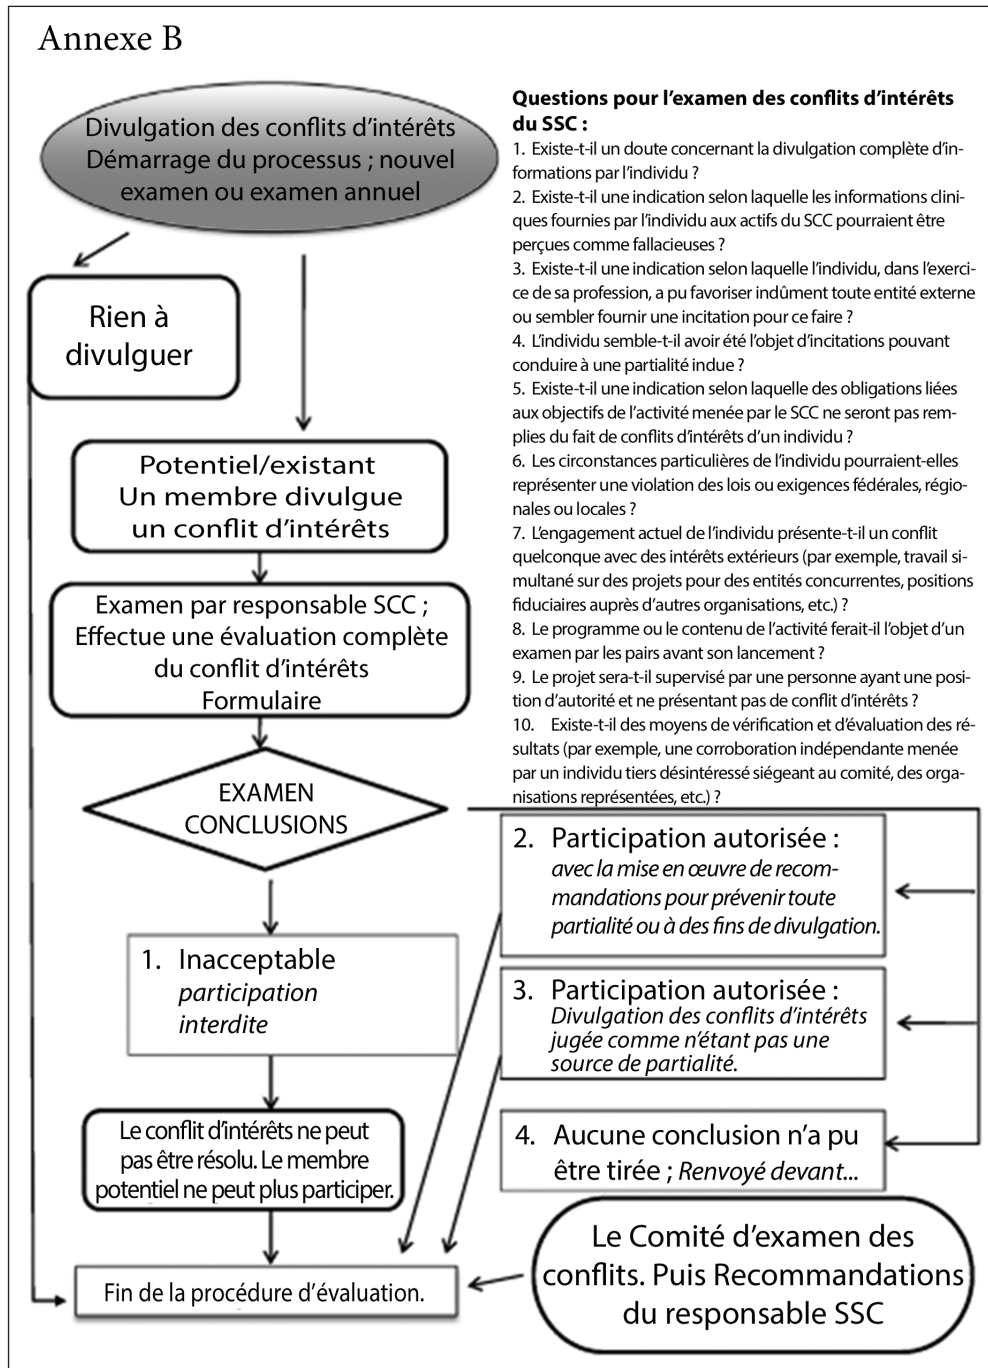 Annexe B
Divulgation des conflits d'intérêts
Démarrage du processus ; nouvel
examen ou examen annuel
Rien à
divulguer
Potentiel/existant
Un membre divulgue
un conflit d'intérêts
Examen par responsable SCC ;
Effectue une évaluation complète
du conflit d'intérêts
Formulaire
EXAMEN
CONCLUSIONS
1. Inacceptable
participation
interdite
Le conflit d'intérêts ne peut
pas être résolu. Le membre
potentiel ne peut plus participer.
Fin de la procédure d'évaluation.
Questions pour l'examen des conflits d'intérêts
du SSC :
1. Existe-t-il un doute concernant la divulgation complète d'in-
formations par l'individu ?
2. Existe-t-il une indication selon laquelle les informations clini-
ques fournies par l'individu aux actifs du SCC pourraient être
perçues comme fallacieuses ?
3. Existe-t-il une indication selon laquelle l'individu, dans l'exerci-
ce de sa profession, a pu favoriser indûment toute entité externe
ou sembler fournir une incitation pour ce faire ?
4. L'individu semble-t-il avoir été l'objet d'incitations pouvant
conduire à une partialité indue ?
5. Existe-t-il une indication selon laquelle des obligations liées
aux objectifs de l'activité menée par le SCC ne seront pas rem-
plies du fait de conflits d'intérêts d'un individu ?
6. Les circonstances particulières de l'individu pourraient-elles
représenter une violation des lois ou exigences fédérales, régio-
nales ou locales ?
7. L'engagement actuel de l'individu présente-t-il un conflit
quelconque avec des intérêts extérieurs (par exemple, travail si-
multané sur des projets pour des entités concurrentes, positions
fiduciaires auprès d'autres organisations, etc.) ?
8. Le programme ou le contenu de l'activité ferait-il l'objet d'un
examen par les pairs avant son lancement ?
9. Le projet sera-t-il supervisé par une personne ayant une posi-
tion d'autorité et ne présentant pas de conflit d'intérêts ?
10. Existe-t-il des moyens de vérification et d'évaluation des ré-
sultats (par exemple, une corroboration indépendante menée
par un individu tiers désintéressé siégeant au comité, des orga-
nisations représentées, etc.) ?
2. Participation autorisée :
avec la mise en œuvre de recom-
mandations pour prévenir toute
partialité ou à des fins de divulgation.
3. Participation autorisée :
Divulgation des conflits d'intérêts
jugée comme n'étant pas une
source de partialité.
4. Aucune conclusion n'a pu
être tirée ; Renvoyé devant...
Le Comité d'examen des
conflits. Puis Recommandations
du responsable SSC